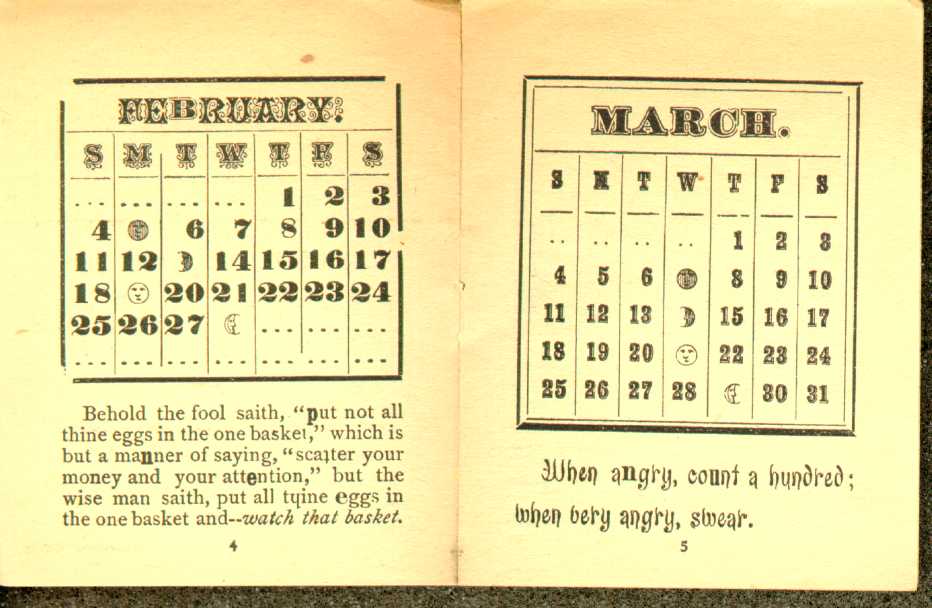 FEBRUARY.
S M T W T F S
... ... ... ... 1 2 3
4 6 7 8 9 10
11 12 14 15 16 17
18 20 21 22 23 24
25 26 27 ... ... ...
... ... ... ... ... ... ...
Behold the fool saith, "put not all
thine eggs in the one basket," which is
but a manner of saying, "scatter your
money and your attention," but the
wise man saith, put all tqine eggs in
the one basket and--watch that basket.
4
MARCH.
S M T W T F S
.. .. .. .. 1 2 3
4 5 6 8 9 10
11 12 13 15 16 17
18 19 20 22 23 24
25 26 27 28 30 31
When angry, count a hundred;
when very angry, swear.
5